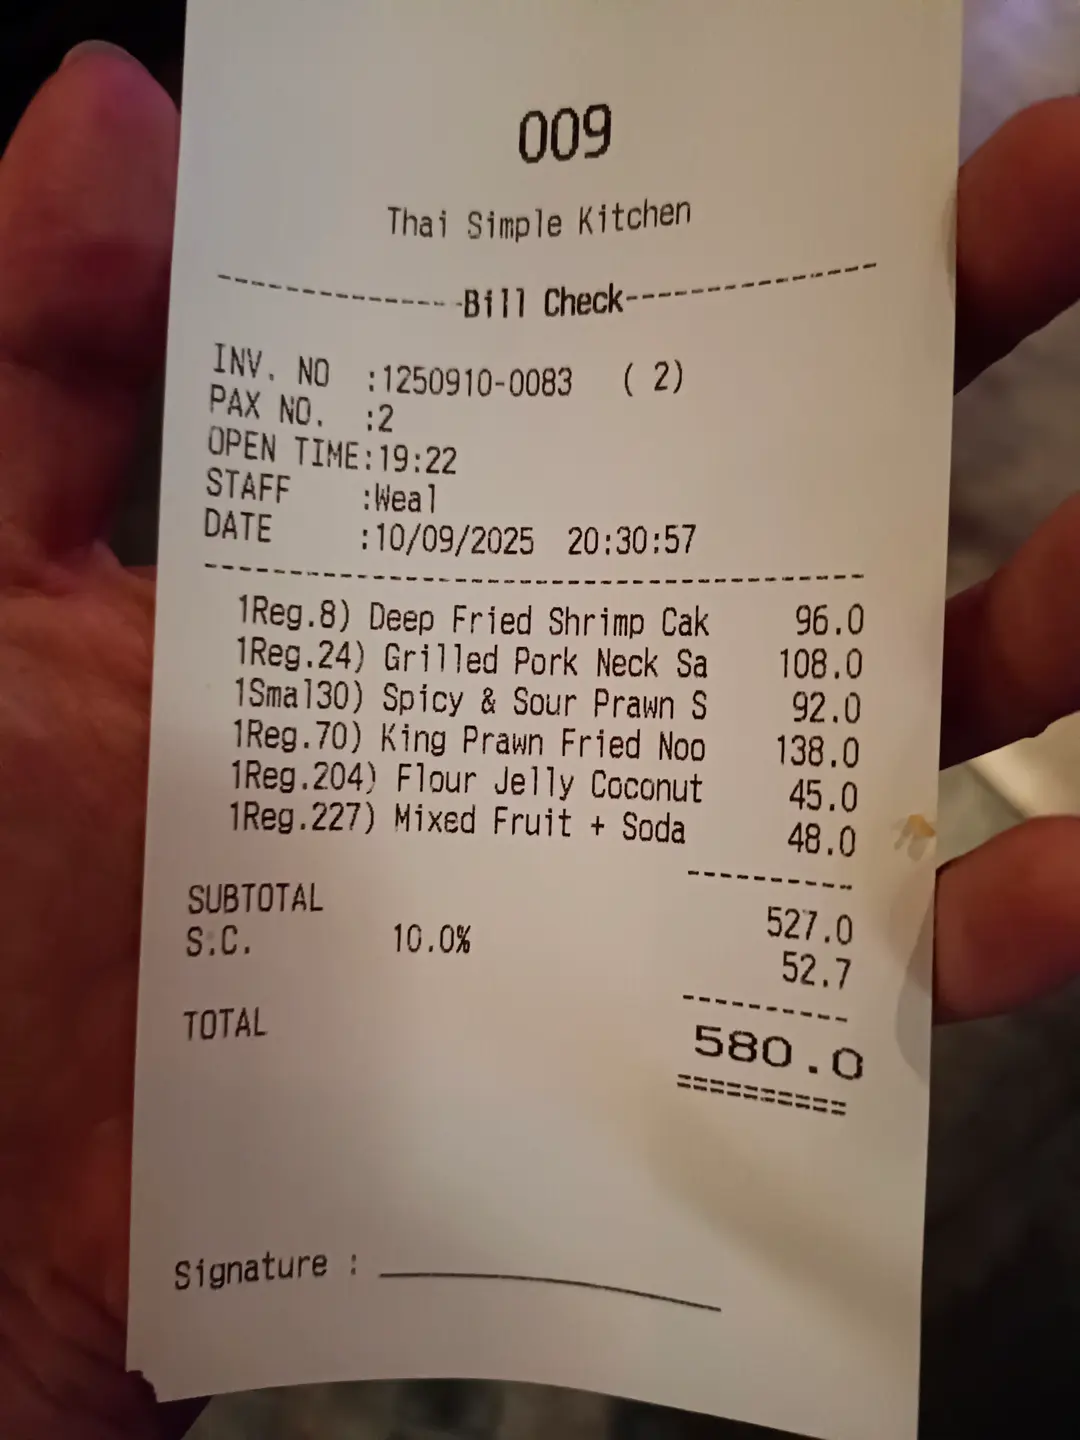 009
Thai Simple Kitchen
---------------Bill Check---------------
INV. NO :1250910-0083 ( 2)
PAX NO. :2
OPEN TIME:19:22
STAFF :Weal
DATE :10/09/2025 20:30:57
1Reg.8) Deep Fried Shrimp Cak 96.0
1Reg.24) Grilled Pork Neck Sa 108.0
1Smal30) Spicy & Sour Prawn S 92.0
1Reg.70) King Prawn Fried Noo 138.0
1Reg.204) Flour Jelly Coconut 45.0
1Reg.227) Mixed Fruit + Soda 48.0
SUBTOTAL 527.0
S.C. 10.0% 52.7
TOTAL 580.0
Signature :